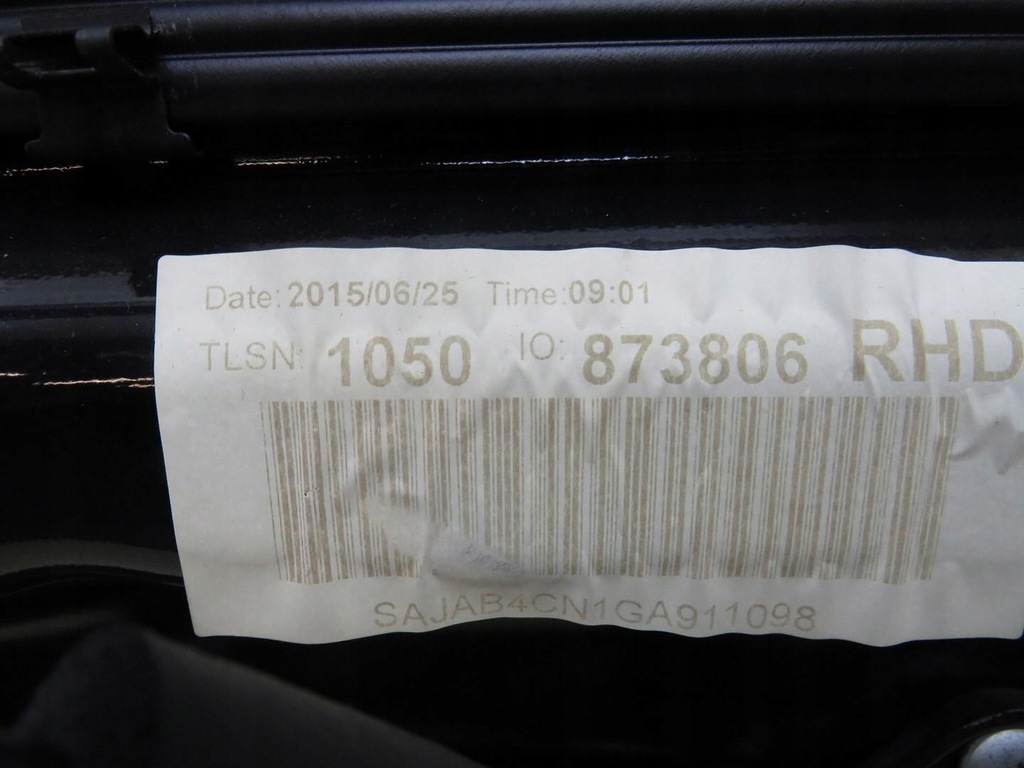 Date: 2015/06/25 Time: 09:01
TLSN: 1050 IO: 873806 RHD
SAJAB4CN1GA911098